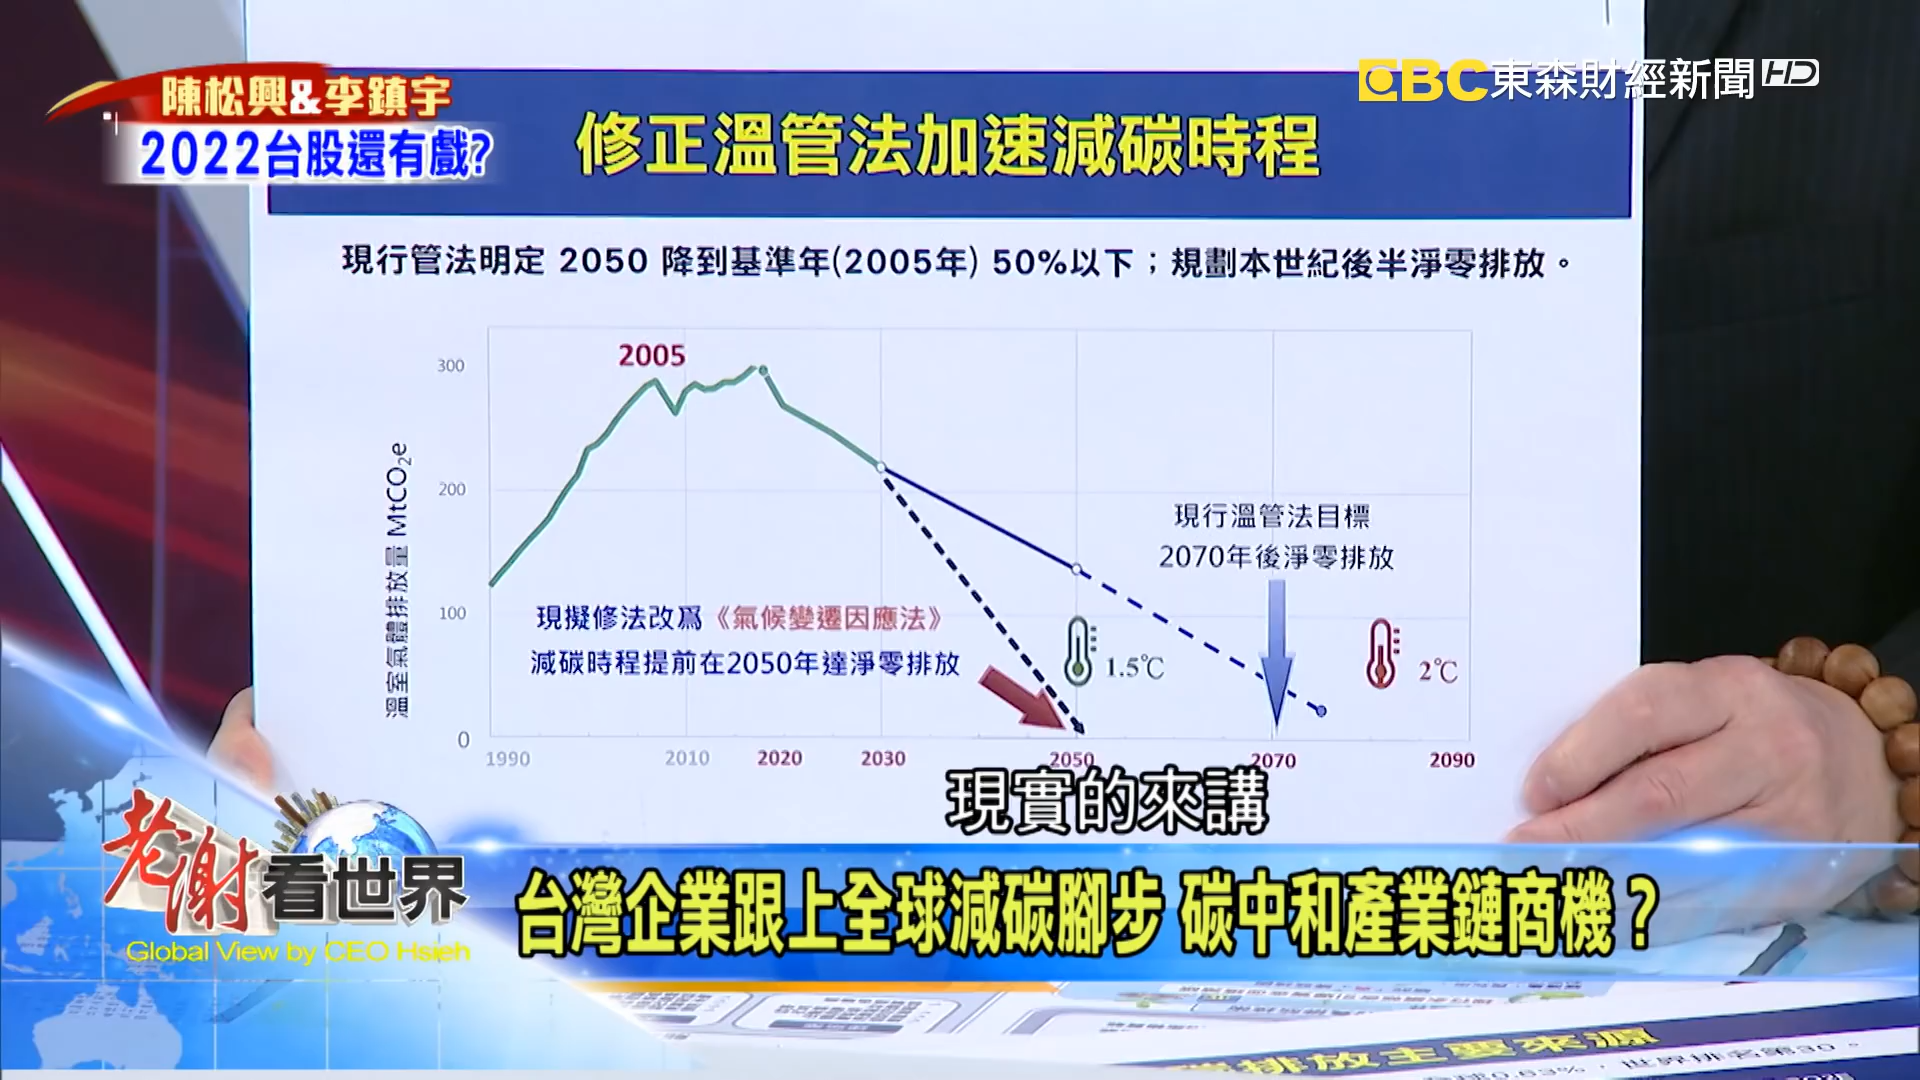 陳松興&李鎮宇
2022台股還有戲?
EBC東森財經新聞HD
修正溫管法加速減碳時程
現行管法明定 2050 降到基準年(2005年) 50%以下；規劃本世紀後半淨零排放。
溫室氣體排放量 MtCO₂e
300
200
100
0
2005
現行溫管法目標
2070年後淨零排放
現擬修法改爲《氣候變遷因應法》
減碳時程提前在2050年達淨零排放
1.5℃
2℃
1990
2010
2020
2030
2050
2070
2090
現實的來講
老謝看世界
Global View by CEO Hsieh
台灣企業跟上全球減碳腳步 碳中和產業鏈商機？
排放主要來源